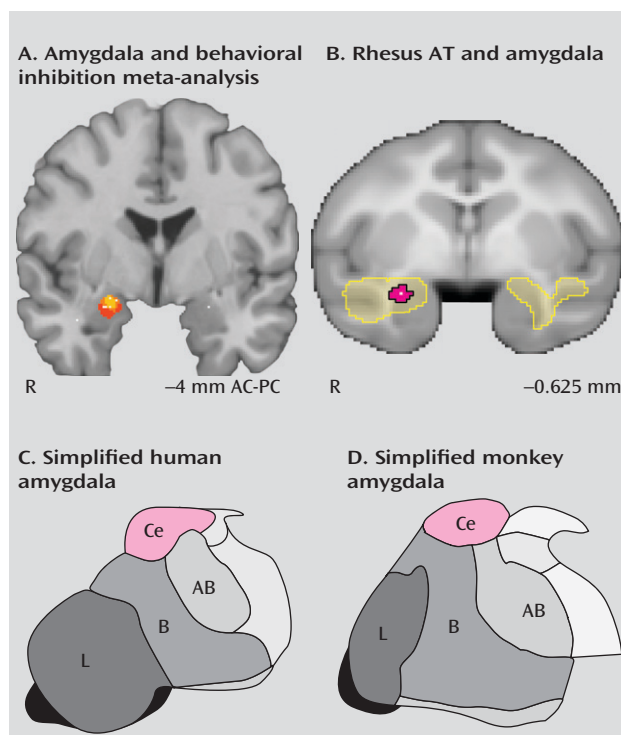 A. Amygdala and behavioral
inhibition meta-analysis
B. Rhesus AT and amygdala
R
–4 mm AC-PC
R
–0.625 mm
C. Simplified human
amygdala
D. Simplified monkey
amygdala
Ce
AB
B
L
Ce
AB
B
L